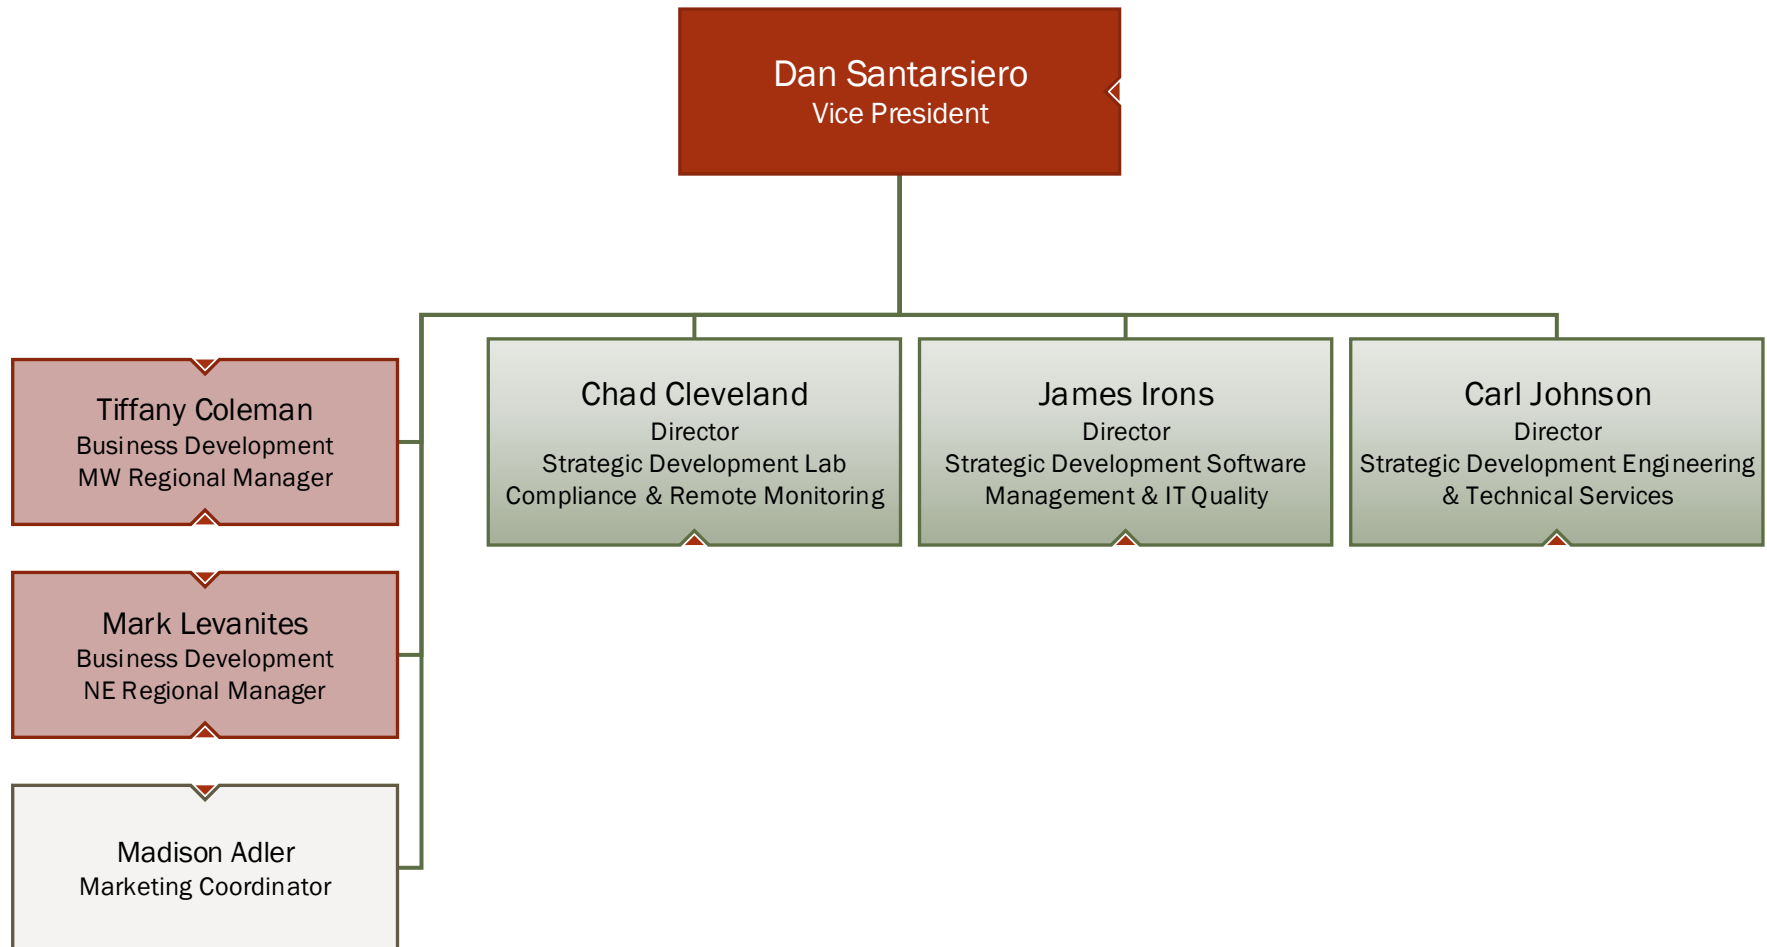 Dan Santarsiero
Vice President
Tiffany Coleman
Business Development
MW Regional Manager
Chad Cleveland
Director
Strategic Development Lab
Compliance & Remote Monitoring
James Irons
Director
Strategic Development Software
Management & IT Quality
Carl Johnson
Director
Strategic Development Engineering
& Technical Services
Mark Levanites
Business Development
NE Regional Manager
Madison Adler
Marketing Coordinator